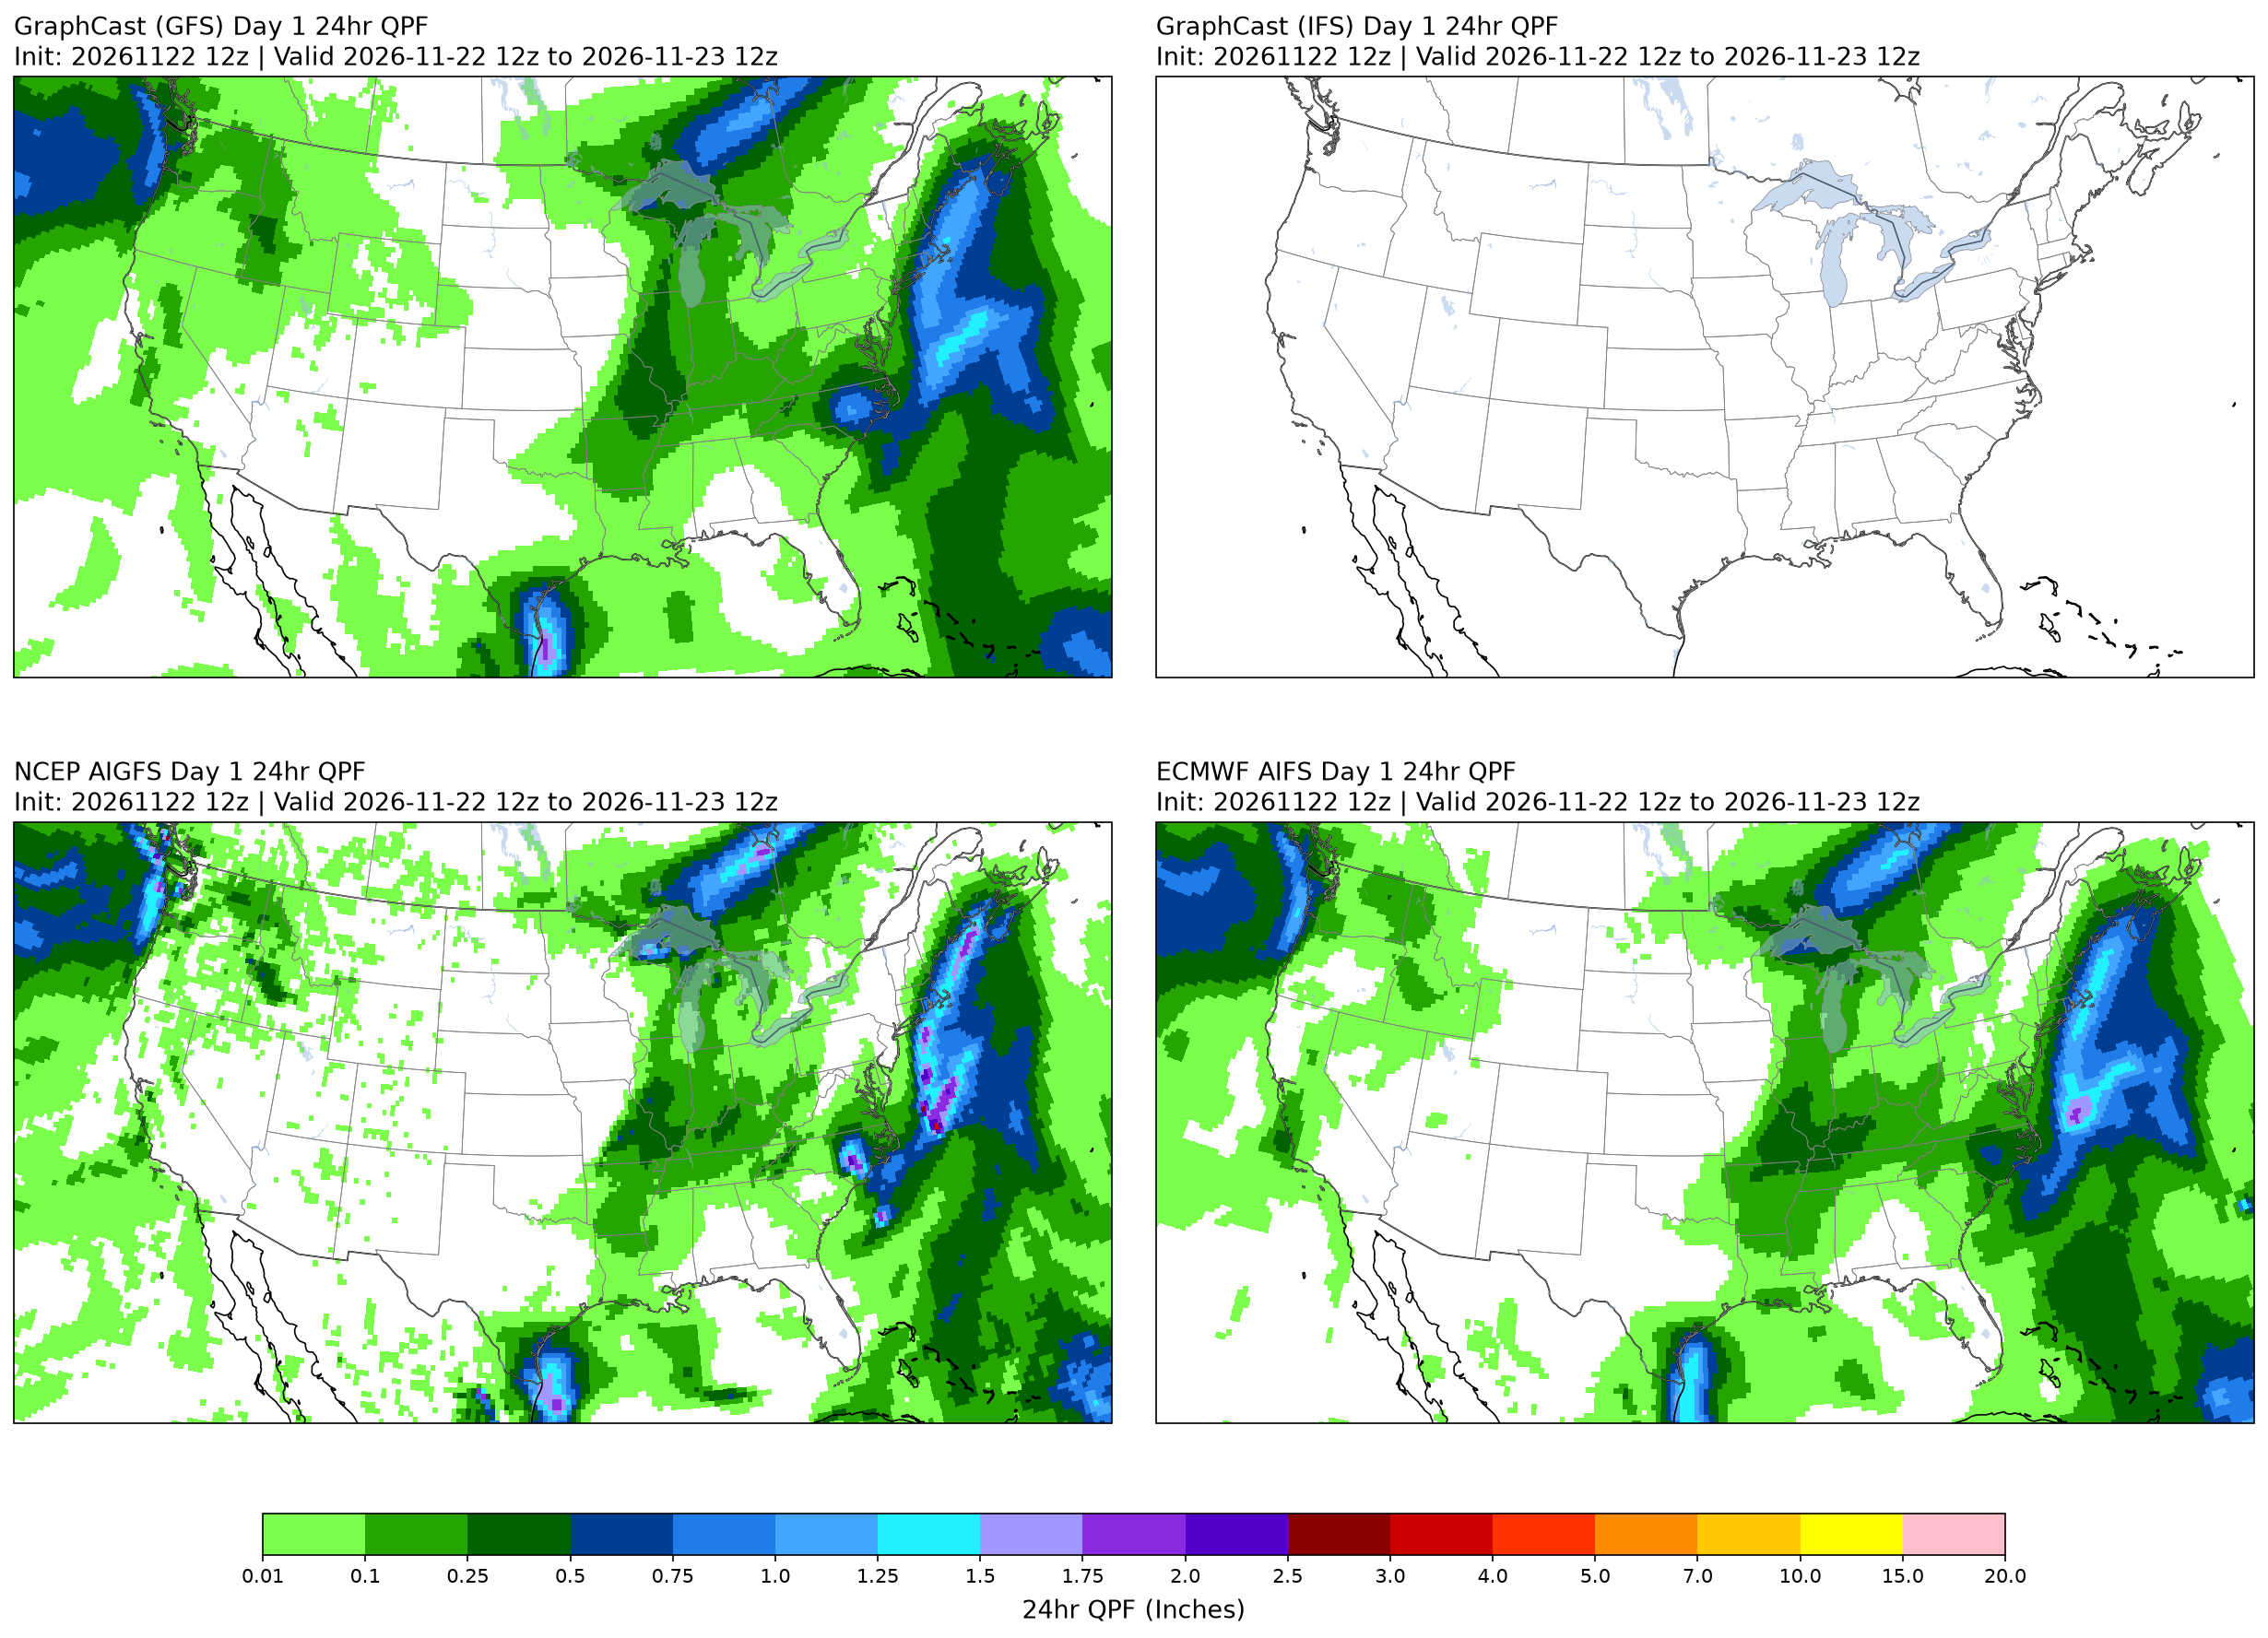 GraphCast (GFS) Day 1 24hr QPF
Init: 20261122 12z | Valid 2026-11-22 12z to 2026-11-23 12z
GraphCast (IFS) Day 1 24hr QPF
Init: 20261122 12z | Valid 2026-11-22 12z to 2026-11-23 12z
NCEP AIGFS Day 1 24hr QPF
Init: 20261122 12z | Valid 2026-11-22 12z to 2026-11-23 12z
ECMWF AIFS Day 1 24hr QPF
Init: 20261122 12z | Valid 2026-11-22 12z to 2026-11-23 12z
0.01 0.1 0.25 0.5 0.75 1.0 1.25 1.5 1.75 2.0 2.5 3.0 4.0 5.0 7.0 10.0 15.0 20.0
24hr QPF (Inches)